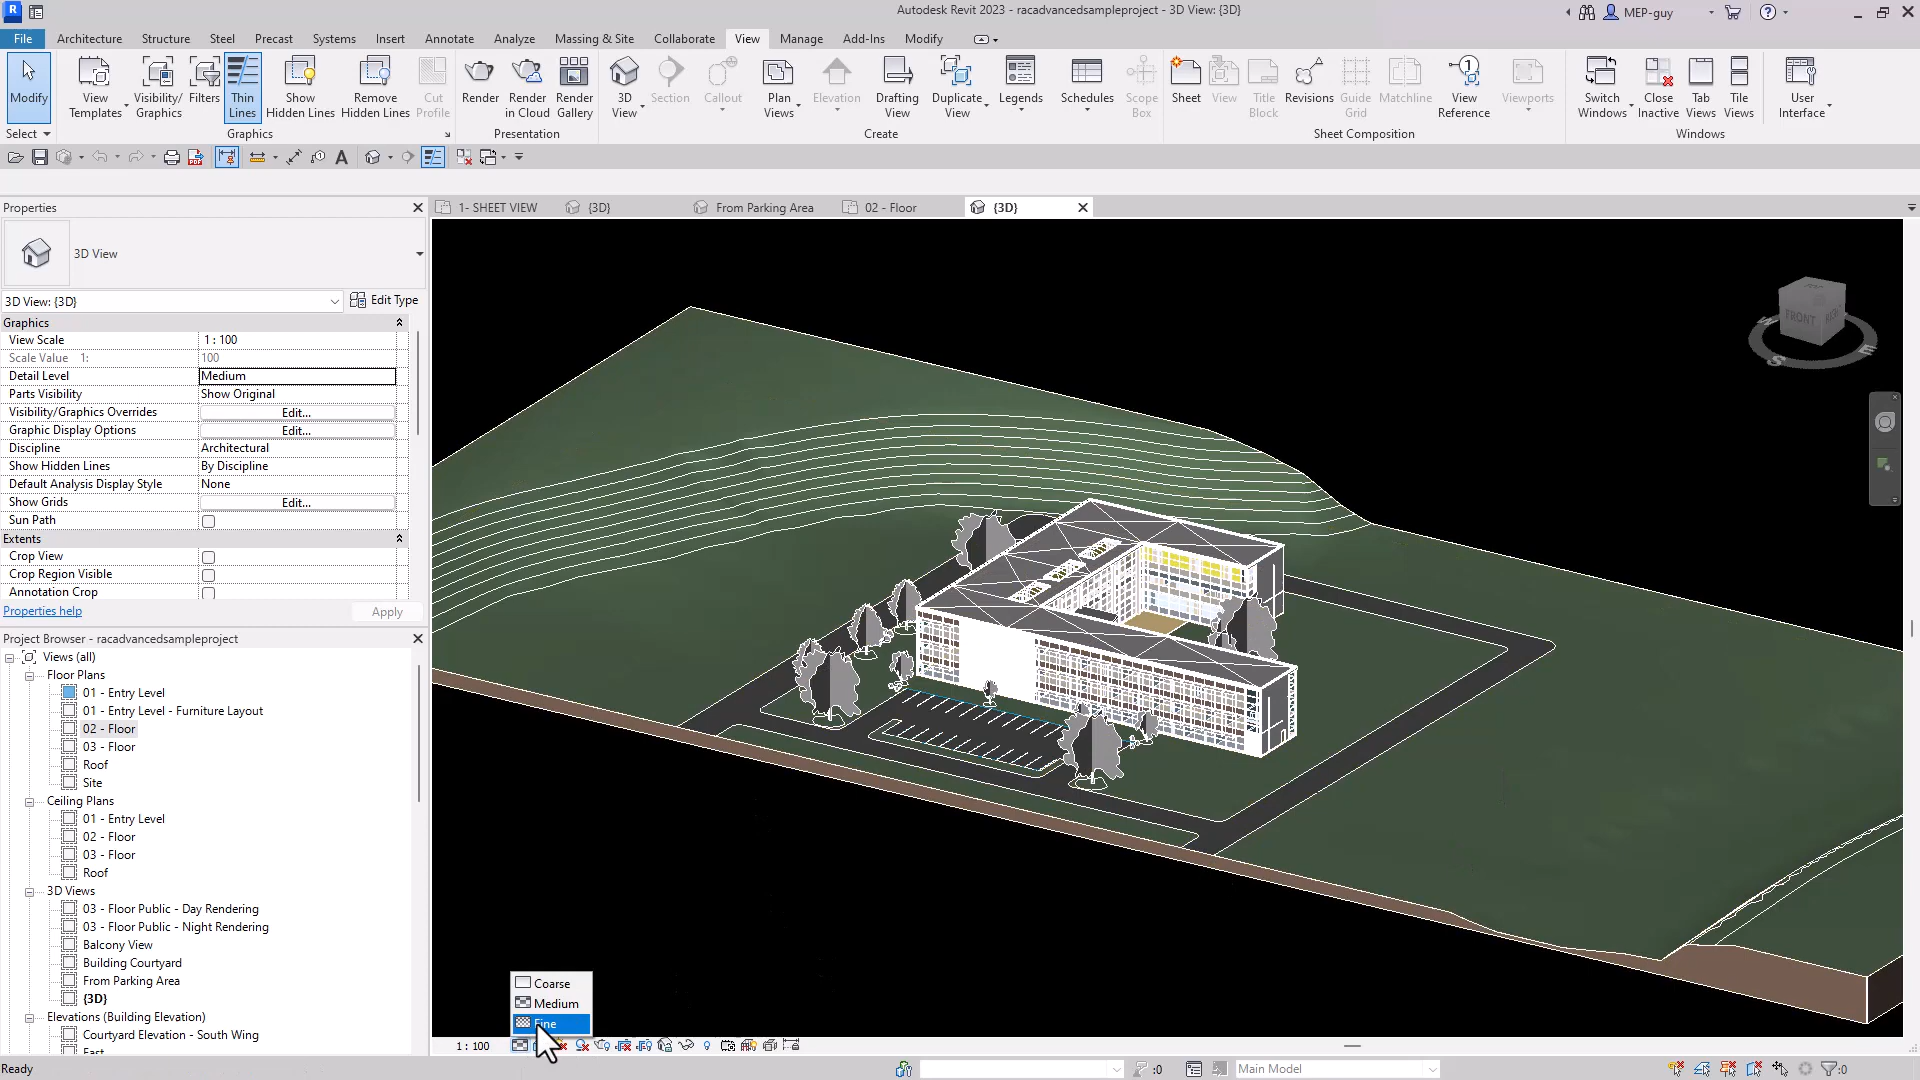 Autodesk Revit 2023 - racadvancedsampleproject - 3D View: {3D}
MEP-guy
File Architecture Structure Steel Precast Systems Insert Annotate Analyze Massing & Site Collaborate View Manage Add-Ins Modify
Modify
View Templates
Visibility/ Graphics
Filters
Thin Lines
Show Hidden Lines
Remove Hidden Lines
Cut Profile
Render
Render in Cloud
Render Gallery
3D View
Section
Callout
Plan Views
Elevation
Drafting View
Duplicate View
Legends
Schedules
Scope Box
Sheet
View
Title Block
Revisions
Guide Grid
Matchline
View Reference
Viewports
Switch Windows
Close Inactive
Tab Views
Tile Views
User Interface
Select Graphics Presentation Create Sheet Composition Windows
Properties
1- SHEET VIEW {3D} From Parking Area 02 - Floor {3D}
3D View
3D View: {3D} Edit Type
Graphics
View Scale 1 : 100
Scale Value 1: 100
Detail Level Medium
Parts Visibility Show Original
Visibility/Graphics Overrides Edit...
Graphic Display Options Edit...
Discipline Architectural
Show Hidden Lines By Discipline
Default Analysis Display Style None
Show Grids Edit...
Sun Path
Extents
Crop View
Crop Region Visible
Annotation Crop
Properties help Apply
Project Browser - racadvancedsampleproject
Views (all)
Floor Plans
01 - Entry Level
01 - Entry Level - Furniture Layout
02 - Floor
03 - Floor
Roof
Site
Ceiling Plans
01 - Entry Level
02 - Floor
03 - Floor
Roof
3D Views
03 - Floor Public - Day Rendering
03 - Floor Public - Night Rendering
Balcony View
Building Courtyard
From Parking Area
{3D}
Elevations (Building Elevation)
Courtyard Elevation - South Wing
East
FRONT
RIGHT
W
S
E
Coarse
Medium
Fine
1 : 100
Ready
:0
Main Model
:0